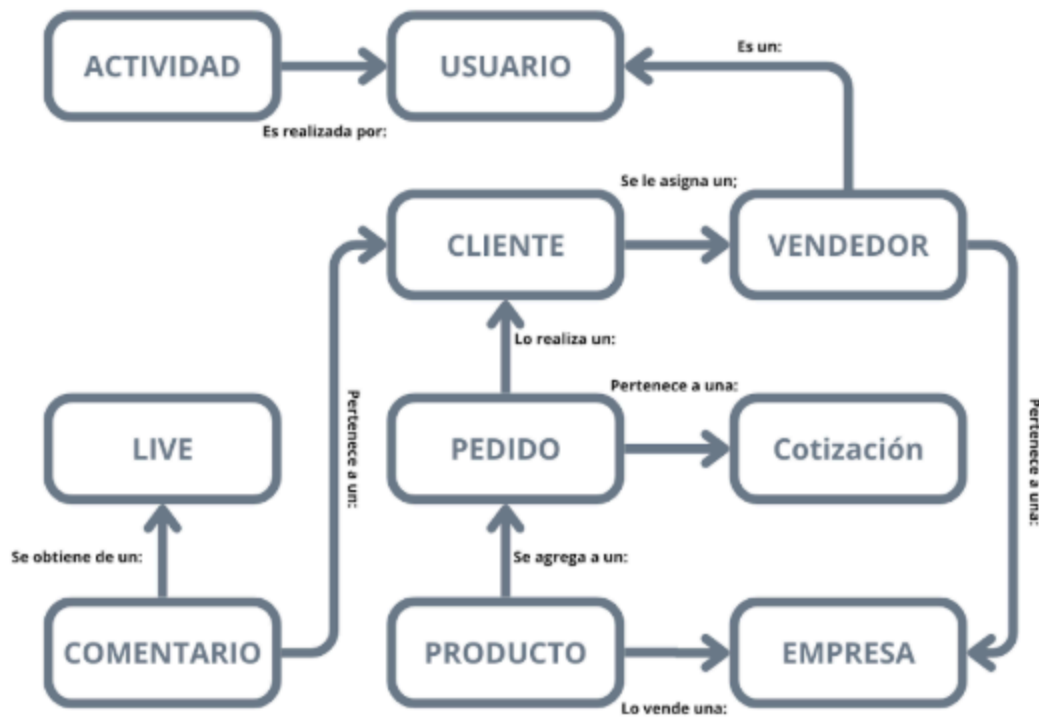 Es un:
ACTIVIDAD
USUARIO
Es realizada por:
Se le asigna un;
CLIENTE
VENDEDOR
Lo realiza un:
Pertenece a una:
Pertenece a un:
Pertenece a una:
LIVE
PEDIDO
Cotización
Se obtiene de un:
Se agrega a un:
COMENTARIO
PRODUCTO
EMPRESA
Lo vende una: